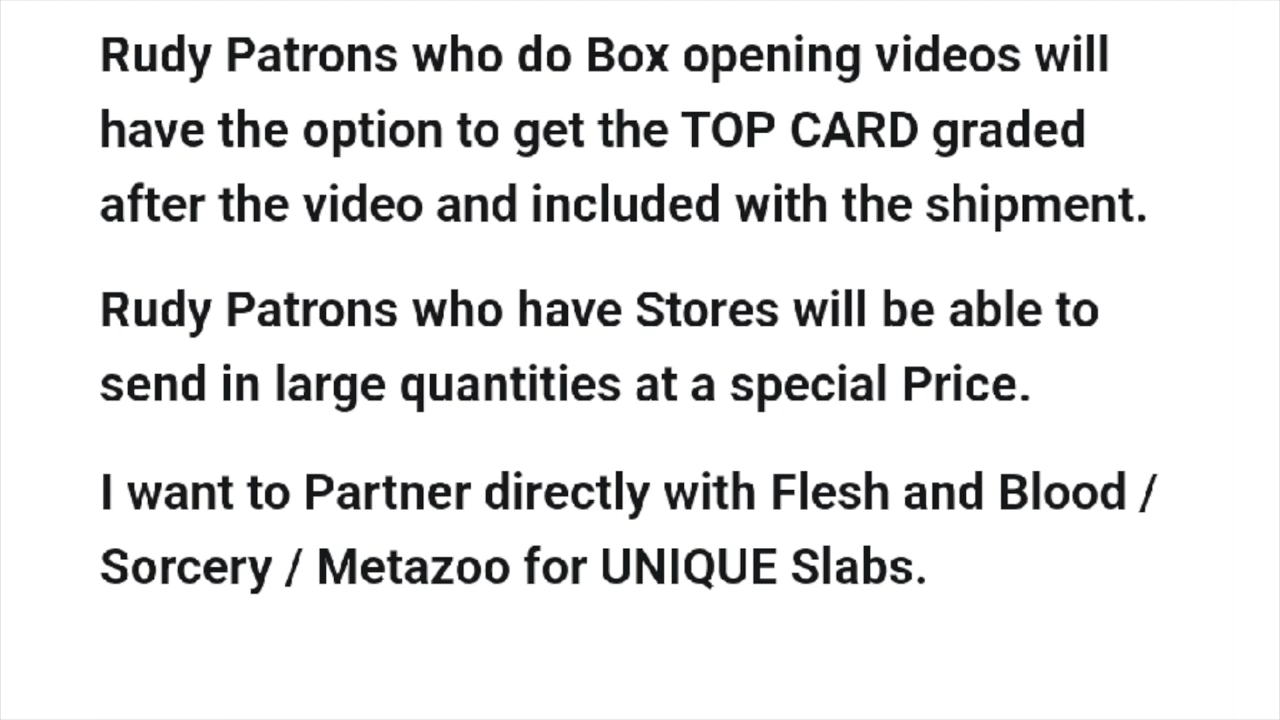 Rudy Patrons who do Box opening videos will
have the option to get the TOP CARD graded
after the video and included with the shipment.
Rudy Patrons who have Stores will be able to
send in large quantities at a special Price.
I want to Partner directly with Flesh and Blood /
Sorcery / Metazoo for UNIQUE Slabs.